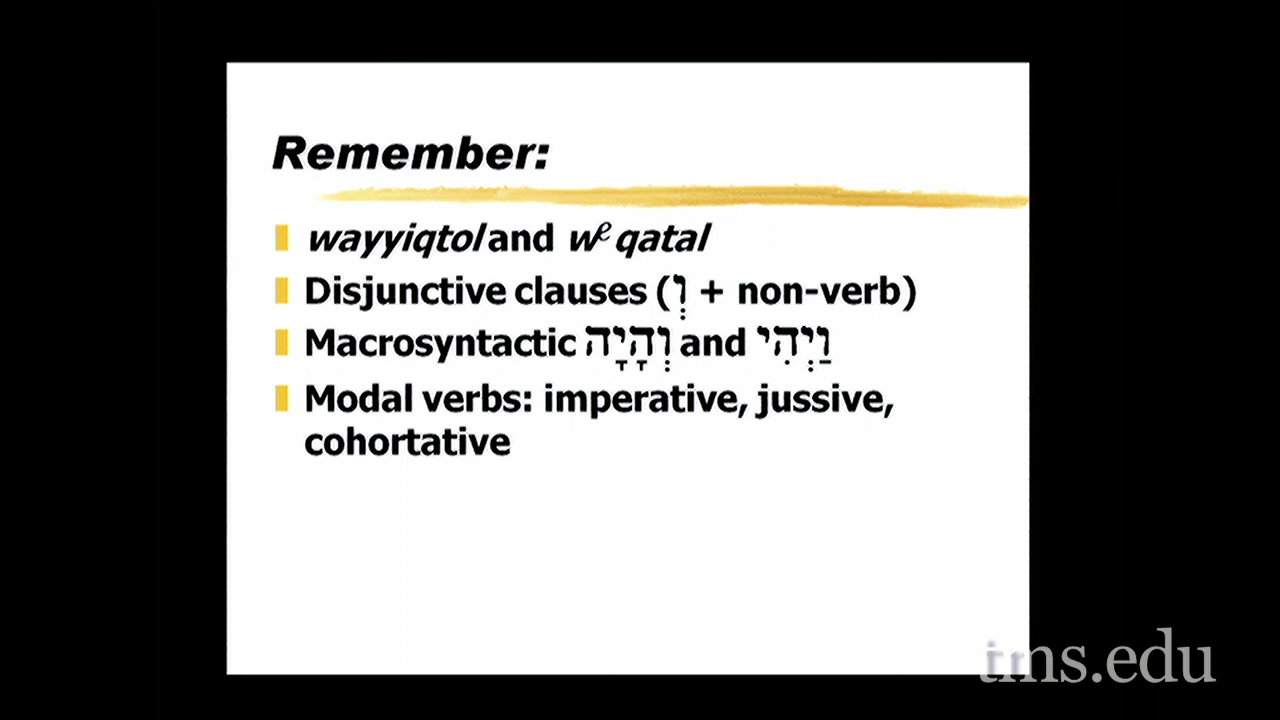 Remember:
wayyiqtol and wᵉqatal
Disjunctive clauses (וְ + non-verb)
Macrosyntactic וְהָיָה and וַיְהִי
Modal verbs: imperative, jussive,
cohortative
tms.edu